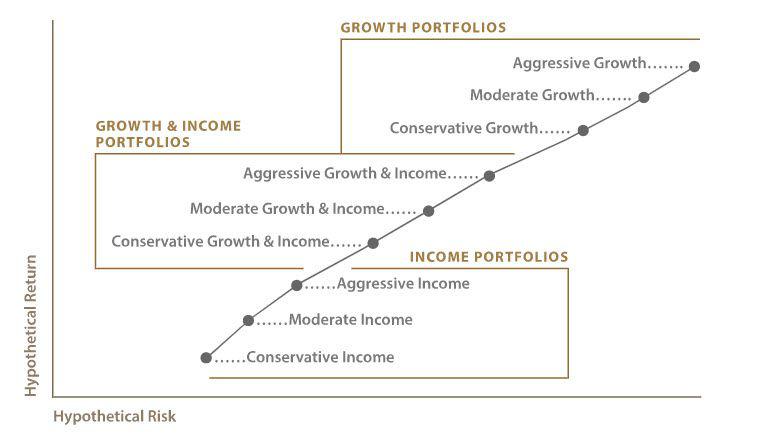 GROWTH PORTFOLIOS
Aggressive Growth.......
Moderate Growth.......
Conservative Growth......
GROWTH & INCOME
PORTFOLIOS
Aggressive Growth & Income......
Moderate Growth & Income......
Conservative Growth & Income......
INCOME PORTFOLIOS
......Aggressive Income
......Moderate Income
......Conservative Income
Hypothetical Return
Hypothetical Risk